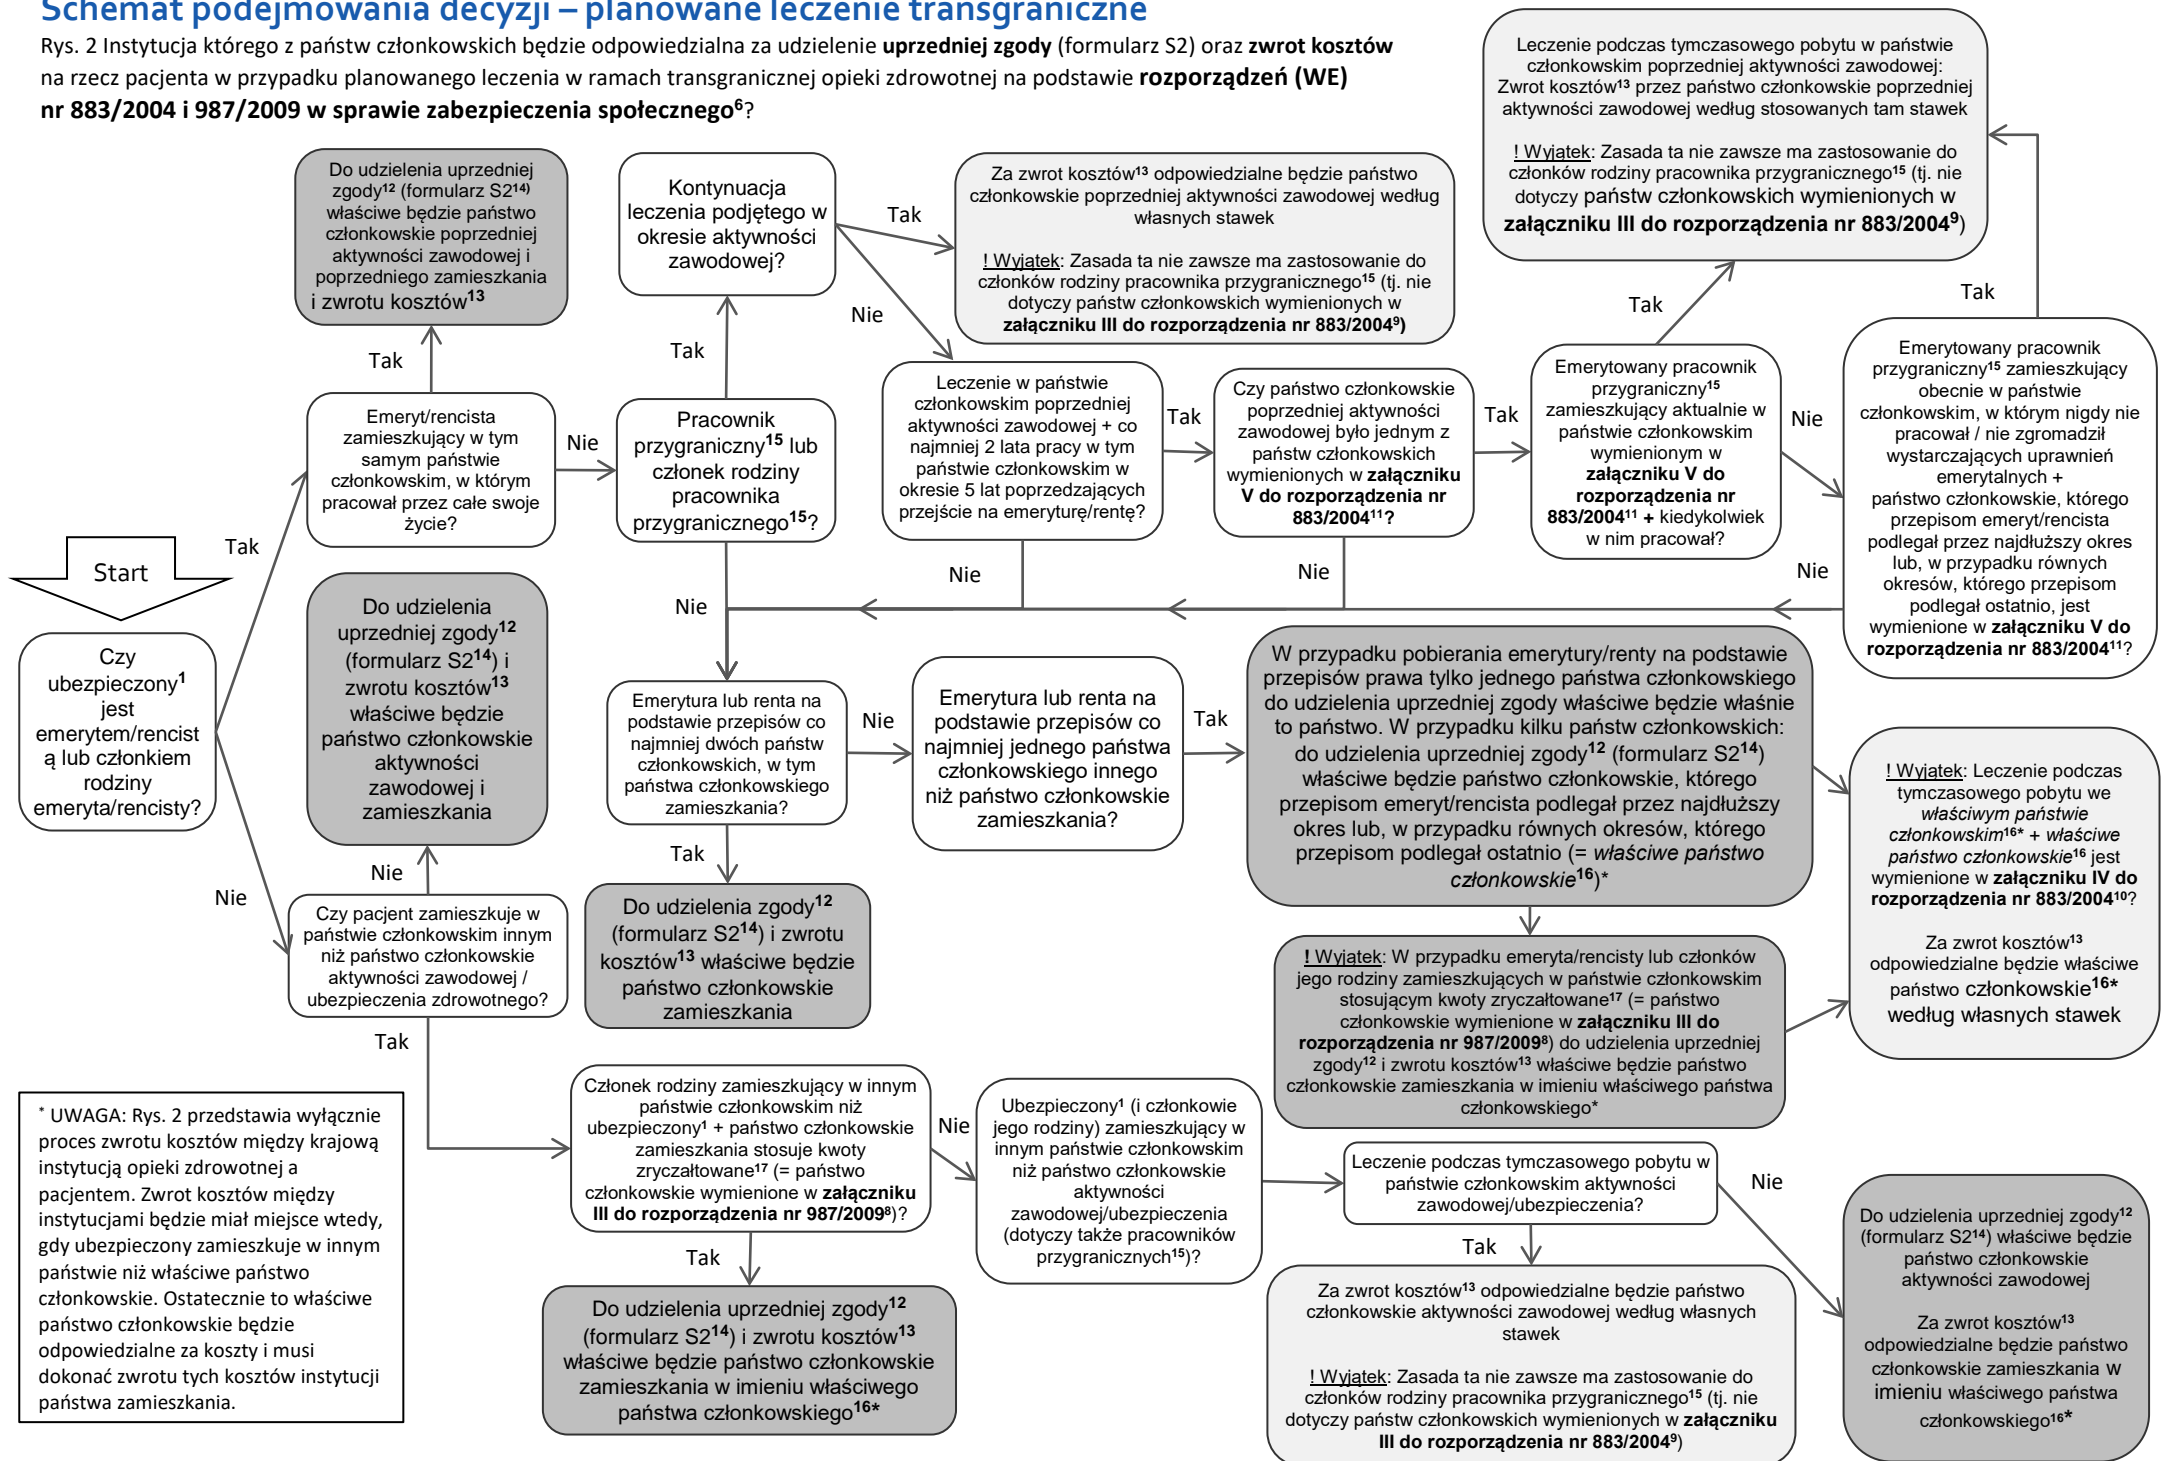 Schemat podejmowania decyzji – planowane leczenie transgraniczne
Rys. 2 Instytucja którego z państw członkowskich będzie odpowiedzialna za udzielenie uprzedniej zgody (formularz S2) oraz zwrot kosztów
na rzecz pacjenta w przypadku planowanego leczenia w ramach transgranicznej opieki zdrowotnej na podstawie rozporządzeń (WE)
nr 883/2004 i 987/2009 w sprawie zabezpieczenia społecznego⁶?
Leczenie podczas tymczasowego pobytu w państwie
członkowskim poprzedniej aktywności zawodowej:
Zwrot kosztów¹³ przez państwo członkowskie poprzedniej
aktywności zawodowej według stosowanych tam stawek
! Wyjątek: Zasada ta nie zawsze ma zastosowanie do
członków rodziny pracownika przygranicznego¹⁵ (tj. nie
dotyczy państw członkowskich wymienionych w
załączniku III do rozporządzenia nr 883/2004⁹)
Do udzielenia uprzedniej
zgody¹² (formularz S2¹⁴⁾
właściwe będzie państwo
członkowskie poprzedniej
aktywności zawodowej i
poprzedniego zamieszkania
i zwrotu kosztów¹³
Kontynuacja
leczenia podjętego w
okresie aktywności
zawodowej?
Tak
Nie
Za zwrot kosztów¹³ odpowiedzialne będzie państwo
członkowskie poprzedniej aktywności zawodowej według
własnych stawek
! Wyjątek: Zasada ta nie zawsze ma zastosowanie do
członków rodziny pracownika przygranicznego¹⁵ (tj. nie
dotyczy państw członkowskich wymienionych w
załączniku III do rozporządzenia nr 883/2004⁹)
Tak
Tak
Tak
Tak
Emeryt/rencista
zamieszkujący w tym
samym państwie
członkowskim, w którym
pracował przez całe swoje
życie?
Nie
Pracownik
przygraniczny¹⁵ lub
członek rodziny
pracownika
przygranicznego¹⁵?
Leczenie w państwie
członkowskim poprzedniej
aktywności zawodowej + co
najmniej 2 lata pracy w tym
państwie członkowskim w
okresie 5 lat poprzedzających
przejście na emeryturę/rentę?
Tak
Czy państwo członkowskie
poprzedniej aktywności
zawodowej było jednym z
państw członkowskich
wymienionych w załączniku
V do rozporządzenia nr
883/2004¹¹?
Tak
Emerytowany pracownik
przygraniczny¹⁵
zamieszkujący aktualnie w
państwie członkowskim
wymienionym w
załączniku V do
rozporządzenia nr
883/2004¹¹ + kiedykolwiek
w nim pracował?
Nie
Emerytowany pracownik
przygraniczny¹⁵ zamieszkujący
obecnie w państwie
członkowskim, w którym nigdy nie
pracował / nie zgromadził
wystarczających uprawnień
emerytalnych +
państwo członkowskie, którego
przepisom emeryt/rencista
podlegał przez najdłuższy okres
lub, w przypadku równych
okresów, którego przepisom
podlegał ostatnio, jest
wymienione w załączniku V do
rozporządzenia nr 883/2004¹¹?
Tak
Start
Nie
Nie
Nie
Nie
Czy
ubezpieczony¹
jest
emerytem/rencist
ą lub członkiem
rodziny
emeryta/rencisty?
Do udzielenia
uprzedniej zgody¹²
(formularz S2¹⁴) i
zwrotu kosztów¹³
właściwe będzie
państwo członkowskie
aktywności
zawodowej i
zamieszkania
Emerytura lub renta na
podstawie przepisów co
najmniej dwóch państw
członkowskich, w tym
państwa członkowskiego
zamieszkania?
Nie
Emerytura lub renta na
podstawie przepisów co
najmniej jednego państwa
członkowskiego innego
niż państwo członkowskie
zamieszkania?
Tak
W przypadku pobierania emerytury/renty na podstawie
przepisów prawa tylko jednego państwa członkowskiego
do udzielenia uprzedniej zgody właściwe będzie właśnie
to państwo. W przypadku kilku państw członkowskich:
do udzielenia uprzedniej zgody¹² (formularz S2¹⁴)
właściwe będzie państwo członkowskie, którego
przepisom emeryt/rencista podlegał przez najdłuższy
okres lub, w przypadku równych okresów, którego
przepisom podlegał ostatnio (= właściwe państwo
członkowskie¹⁶)*
! Wyjątek: Leczenie podczas
tymczasowego pobytu we
właściwym państwie
członkowskim¹⁶* + właściwe
państwo członkowskie¹⁶ jest
wymienione w załączniku IV do
rozporządzenia nr 883/2004¹⁰?
Za zwrot kosztów¹³
odpowiedzialne będzie właściwe
państwo członkowskie¹⁶*
według własnych stawek
Nie
Nie
Tak
Czy pacjent zamieszkuje w
państwie członkowskim innym
niż państwo członkowskie
aktywności zawodowej /
ubezpieczenia zdrowotnego?
Do udzielenia zgody¹²
(formularz S2¹⁴) i zwrotu
kosztów¹³ właściwe będzie
państwo członkowskie
zamieszkania
! Wyjątek: W przypadku emeryta/rencisty lub członków
jego rodziny zamieszkujących w państwie członkowskim
stosującym kwoty zryczałtowane¹⁷ (= państwo
członkowskie wymienione w załączniku III do
rozporządzenia nr 987/2009⁸) do udzielenia uprzedniej
zgody¹² i zwrotu kosztów¹³ właściwe będzie państwo
członkowskie zamieszkania w imieniu właściwego państwa
członkowskiego*
Tak
* UWAGA: Rys. 2 przedstawia wyłącznie
proces zwrotu kosztów między krajową
instytucją opieki zdrowotnej a
pacjentem. Zwrot kosztów między
instytucjami będzie miał miejsce wtedy,
gdy ubezpieczony zamieszkuje w innym
państwie niż właściwe państwo
członkowskie. Ostatecznie to właściwe
państwo członkowskie będzie
odpowiedzialne za koszty i musi
dokonać zwrotu tych kosztów instytucji
państwa zamieszkania.
Członek rodziny zamieszkujący w innym
państwie członkowskim niż
ubezpieczony¹ + państwo członkowskie
zamieszkania stosuje kwoty
zryczałtowane¹⁷ (= państwo
członkowskie wymienione w załączniku
III do rozporządzenia nr 987/2009⁸)?
Nie
Ubezpieczony¹ (i członkowie
jego rodziny) zamieszkujący w
innym państwie członkowskim
niż państwo członkowskie
aktywności
zawodowej/ubezpieczenia
(dotyczy także pracowników
przygranicznych¹⁵)?
Leczenie podczas tymczasowego pobytu w
państwie członkowskim aktywności
zawodowej/ubezpieczenia?
Nie
Tak
Tak
Do udzielenia uprzedniej zgody¹²
(formularz S2¹⁴) i zwrotu kosztów¹³
właściwe będzie państwo członkowskie
zamieszkania w imieniu właściwego
państwa członkowskiego¹⁶*
Za zwrot kosztów¹³ odpowiedzialne będzie państwo
członkowskie aktywności zawodowej według własnych
stawek
! Wyjątek: Zasada ta nie zawsze ma zastosowanie do
członków rodziny pracownika przygranicznego¹⁵ (tj. nie
dotyczy państw członkowskich wymienionych w załączniku
III do rozporządzenia nr 883/2004⁹)
Do udzielenia uprzedniej zgody¹²
(formularz S2¹⁴) właściwe będzie
państwo członkowskie
aktywności zawodowej
Za zwrot kosztów¹³
odpowiedzialne będzie państwo
członkowskie zamieszkania w
imieniu właściwego państwa
członkowskiego¹⁶*